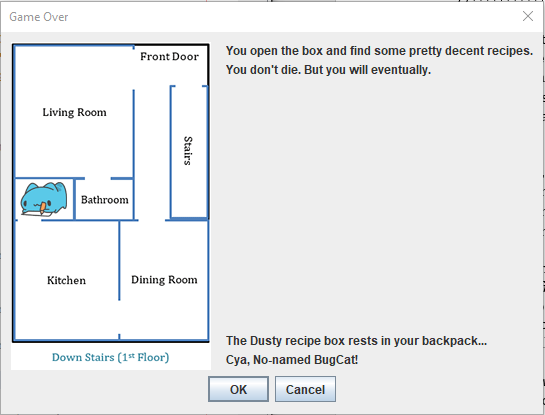 Game Over
Front Door
Living Room
Stairs
Bathroom
Kitchen
Dining Room
Down Stairs (1st Floor)
You open the box and find some pretty decent recipes.
You don't die. But you will eventually.
The Dusty recipe box rests in your backpack...
Cya, No-named BugCat!
OK
Cancel